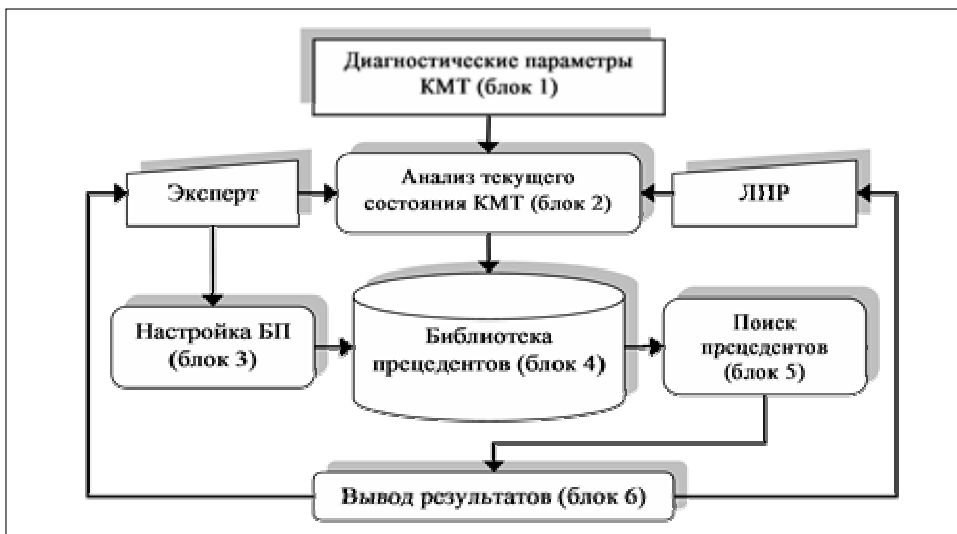 Диагностические параметры
КМТ (блок 1)
Эксперт
Анализ текущего
состояния КМТ (блок 2)
ЛПР
Настройка БП
(блок 3)
Библиотека
прецедентов (блок 4)
Поиск
прецедентов
(блок 5)
Вывод результатов (блок 6)